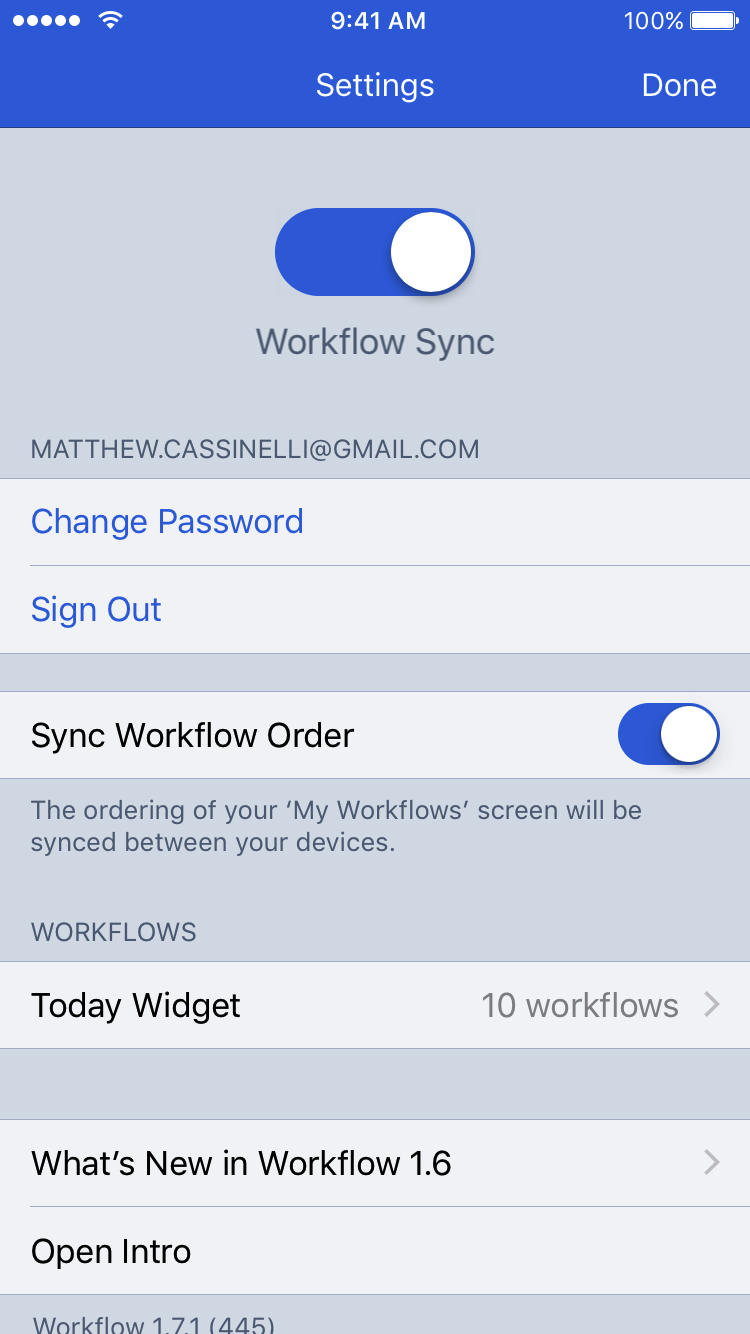 9:41 AM 100%
Settings Done
Workflow Sync
MATTHEW.CASSINELLI@GMAIL.COM
Change Password
Sign Out
Sync Workflow Order
The ordering of your ‘My Workflows’ screen will be
synced between your devices.
WORKFLOWS
Today Widget 10 workflows
What’s New in Workflow 1.6
Open Intro
Workflow 1.7.1 (445)